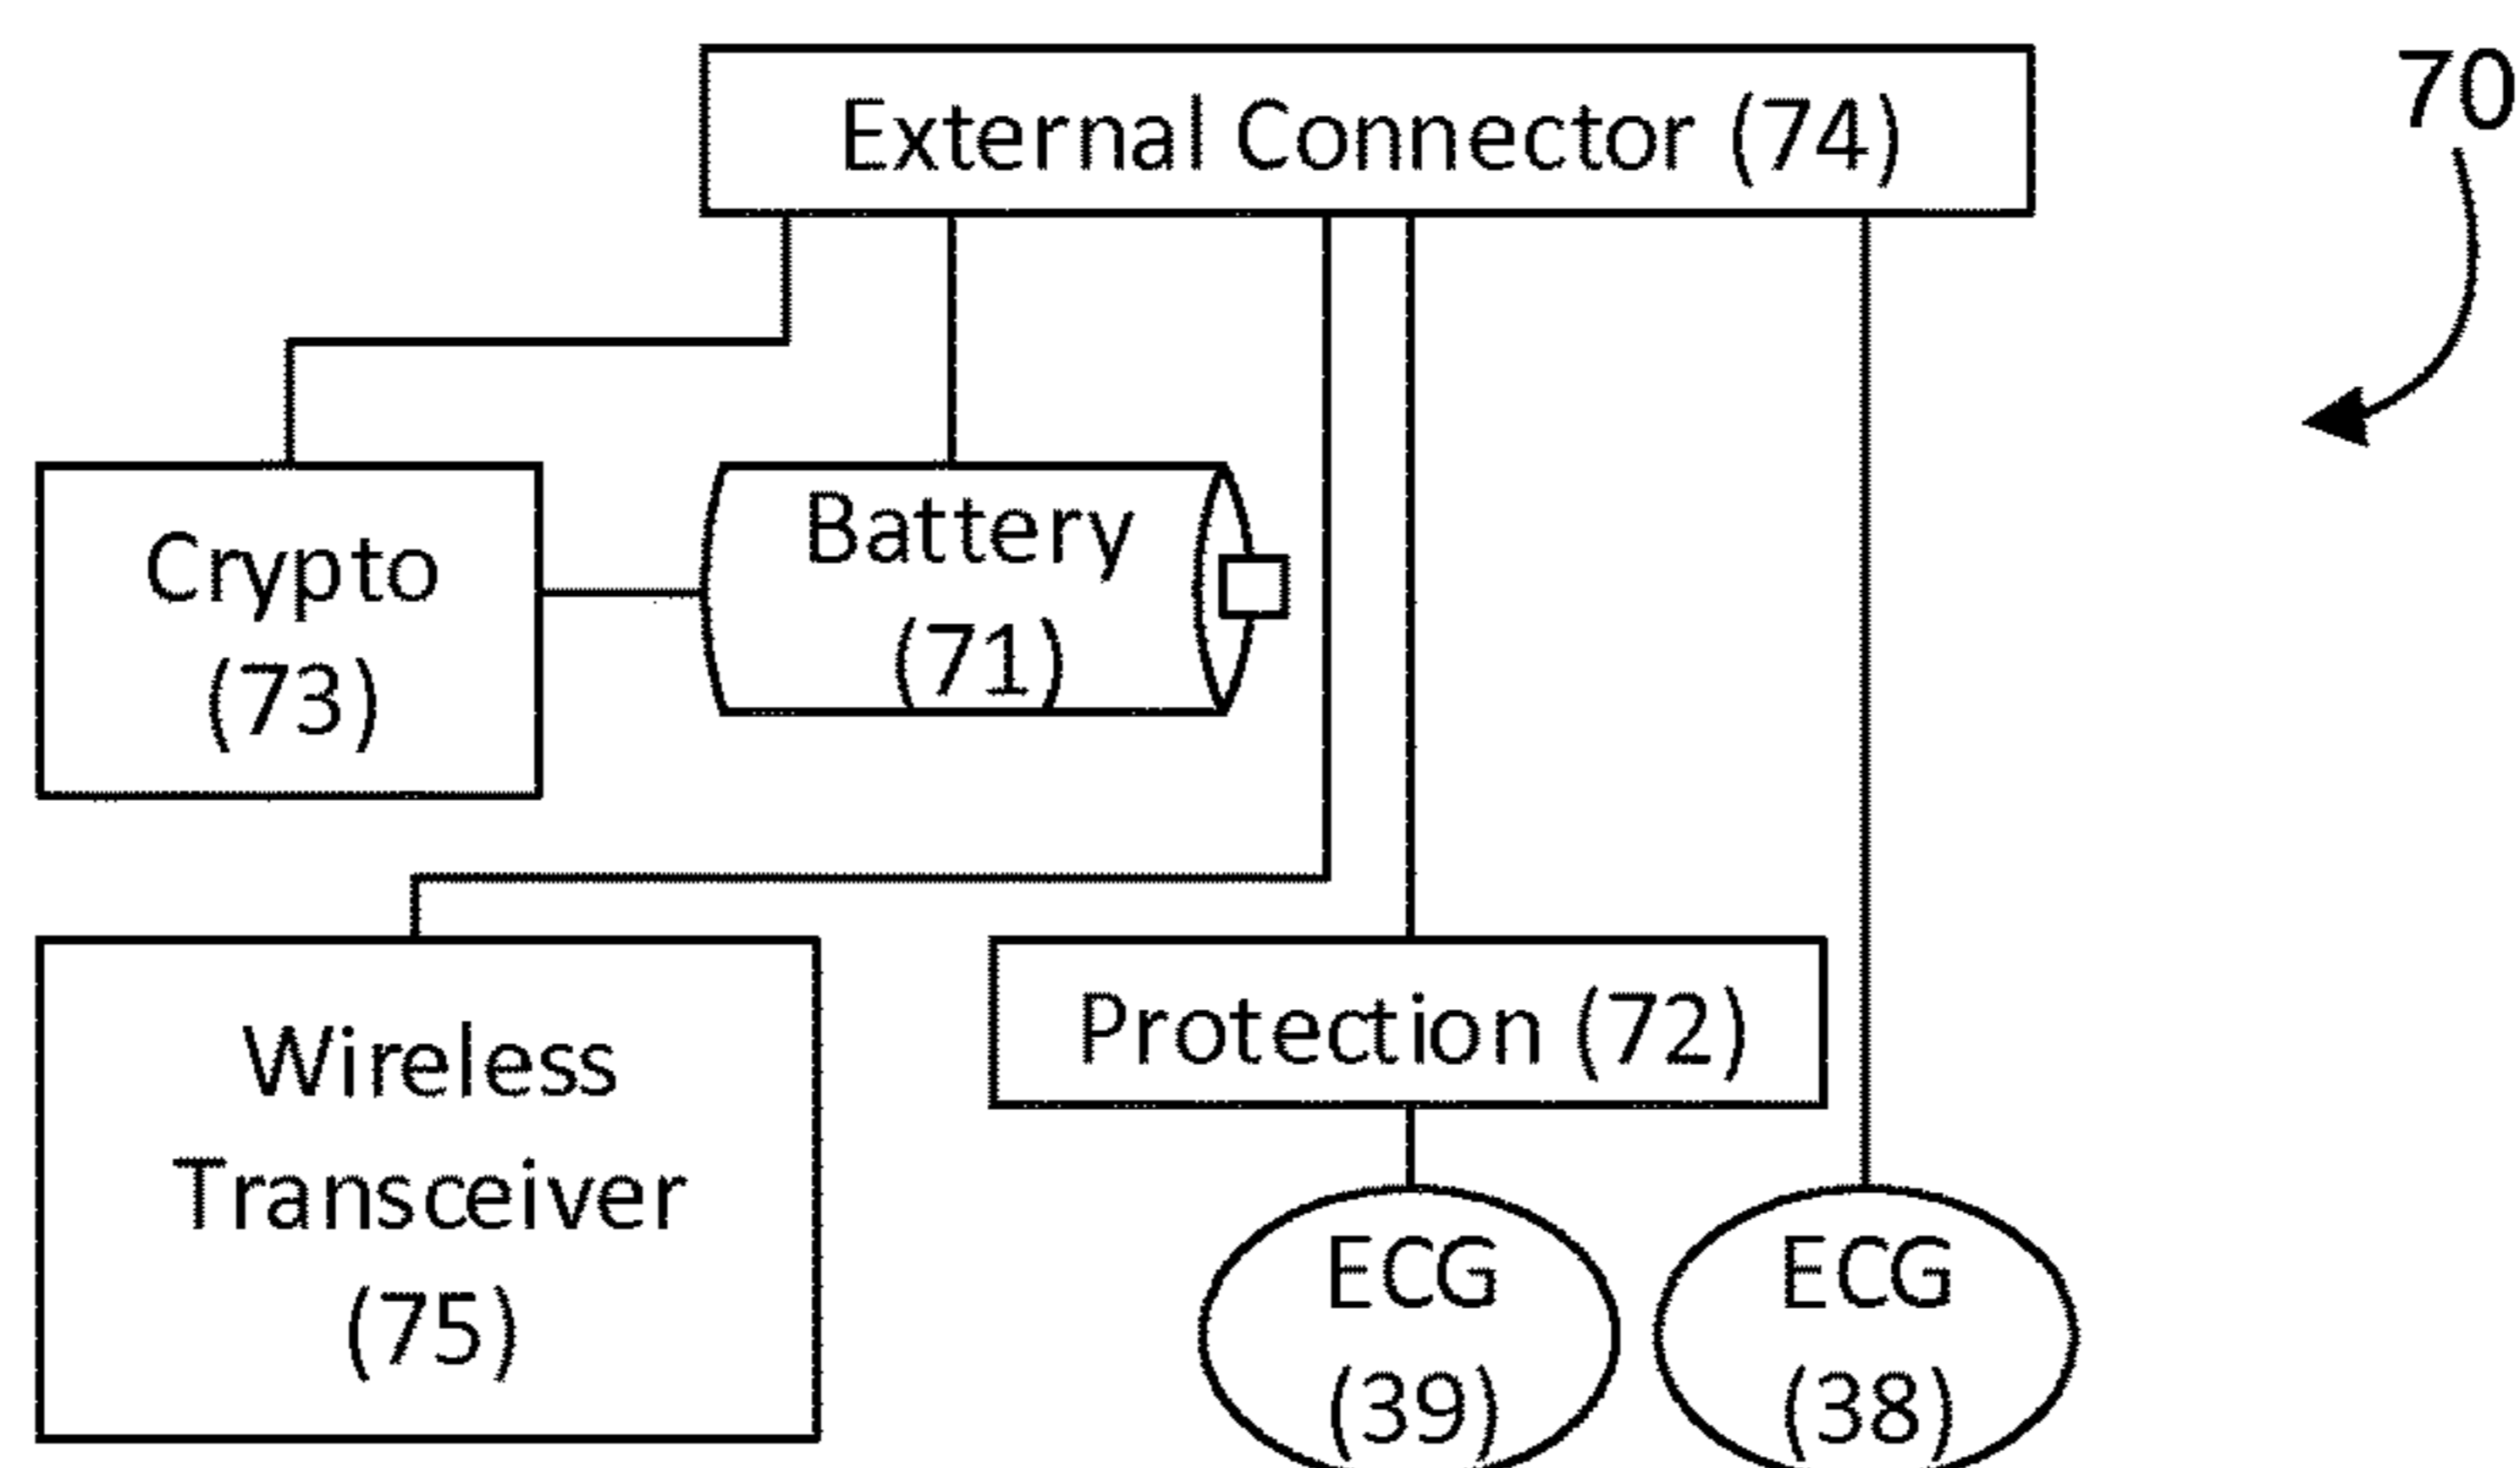 External Connector (74)
70
Crypto
(73)
Battery
(71)
Wireless
Transceiver
(75)
Protection (72)
ECG
(39)
ECG
(38)